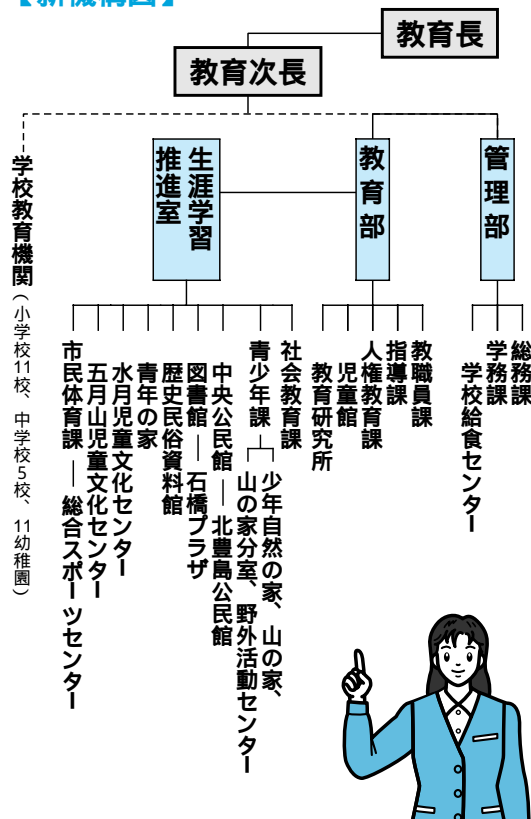 【新機構図】
教育長
教育次長
管理部
教育部
生涯学習
推進室
学校教育機関（小学校11校、中学校5校、11幼稚園）
総務課
学務課
学校給食センター
教職員課
指導課
人権教育課
児童館
教育研究所
社会教育課
青少年課
少年自然の家、山の家、
山の家分室、野外活動センター
中央公民館 — 北豊島公民館
図書館 — 石橋プラザ
歴史民俗資料館
青年の家
水月児童文化センター
五月山児童文化センター
市民体育課 — 総合スポーツセンター